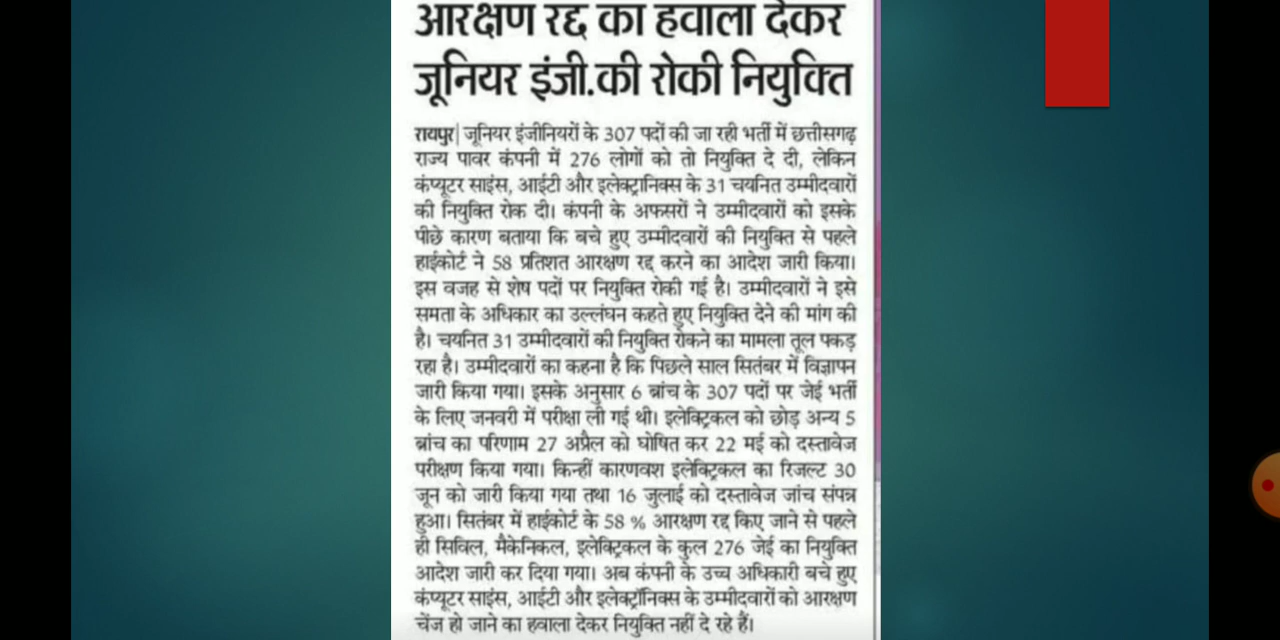 आरक्षण रद्द का हवाला देकर
जूनियर इंजी.की रोकी नियुक्ति
रायपुर| जूनियर इंजीनियरों के 307 पदों की जा रही भर्ती में छत्तीसगढ़
राज्य पावर कंपनी में 276 लोगों को तो नियुक्ति दे दी, लेकिन
कंप्यूटर साइंस, आईटी और इलेक्ट्रानिक्स के 31 चयनित उम्मीदवारों
की नियुक्ति रोक दी। कंपनी के अफसरों ने उम्मीदवारों को इसके
पीछे कारण बताया कि बचे हुए उम्मीदवारों की नियुक्ति से पहले
हाईकोर्ट ने 58 प्रतिशत आरक्षण रद्द करने का आदेश जारी किया।
इस वजह से शेष पदों पर नियुक्ति रोकी गई है। उम्मीदवारों ने इसे
समता के अधिकार का उल्लंघन कहते हुए नियुक्ति देने की मांग की
है। चयनित 31 उम्मीदवारों की नियुक्ति रोकने का मामला तूल पकड़
रहा है। उम्मीदवारों का कहना है कि पिछले साल सितंबर में विज्ञापन
जारी किया गया। इसके अनुसार 6 ब्रांच के 307 पदों पर जेई भर्ती
के लिए जनवरी में परीक्षा ली गई थी। इलेक्ट्रिकल को छोड़ अन्य 5
ब्रांच का परिणाम 27 अप्रैल को घोषित कर 22 मई को दस्तावेज
परीक्षण किया गया। किन्हीं कारणवश इलेक्ट्रिकल का रिजल्ट 30
जून को जारी किया गया तथा 16 जुलाई को दस्तावेज जांच संपन्न
हुआ। सितंबर में हाईकोर्ट के 58 % आरक्षण रद्द किए जाने से पहले
ही सिविल, मैकेनिकल, इलेक्ट्रिकल के कुल 276 जेई का नियुक्ति
आदेश जारी कर दिया गया। अब कंपनी के उच्च अधिकारी बचे हुए
कंप्यूटर साइंस, आईटी और इलेक्ट्रॉनिक्स के उम्मीदवारों को आरक्षण
चेंज हो जाने का हवाला देकर नियुक्ति नहीं दे रहे हैं।